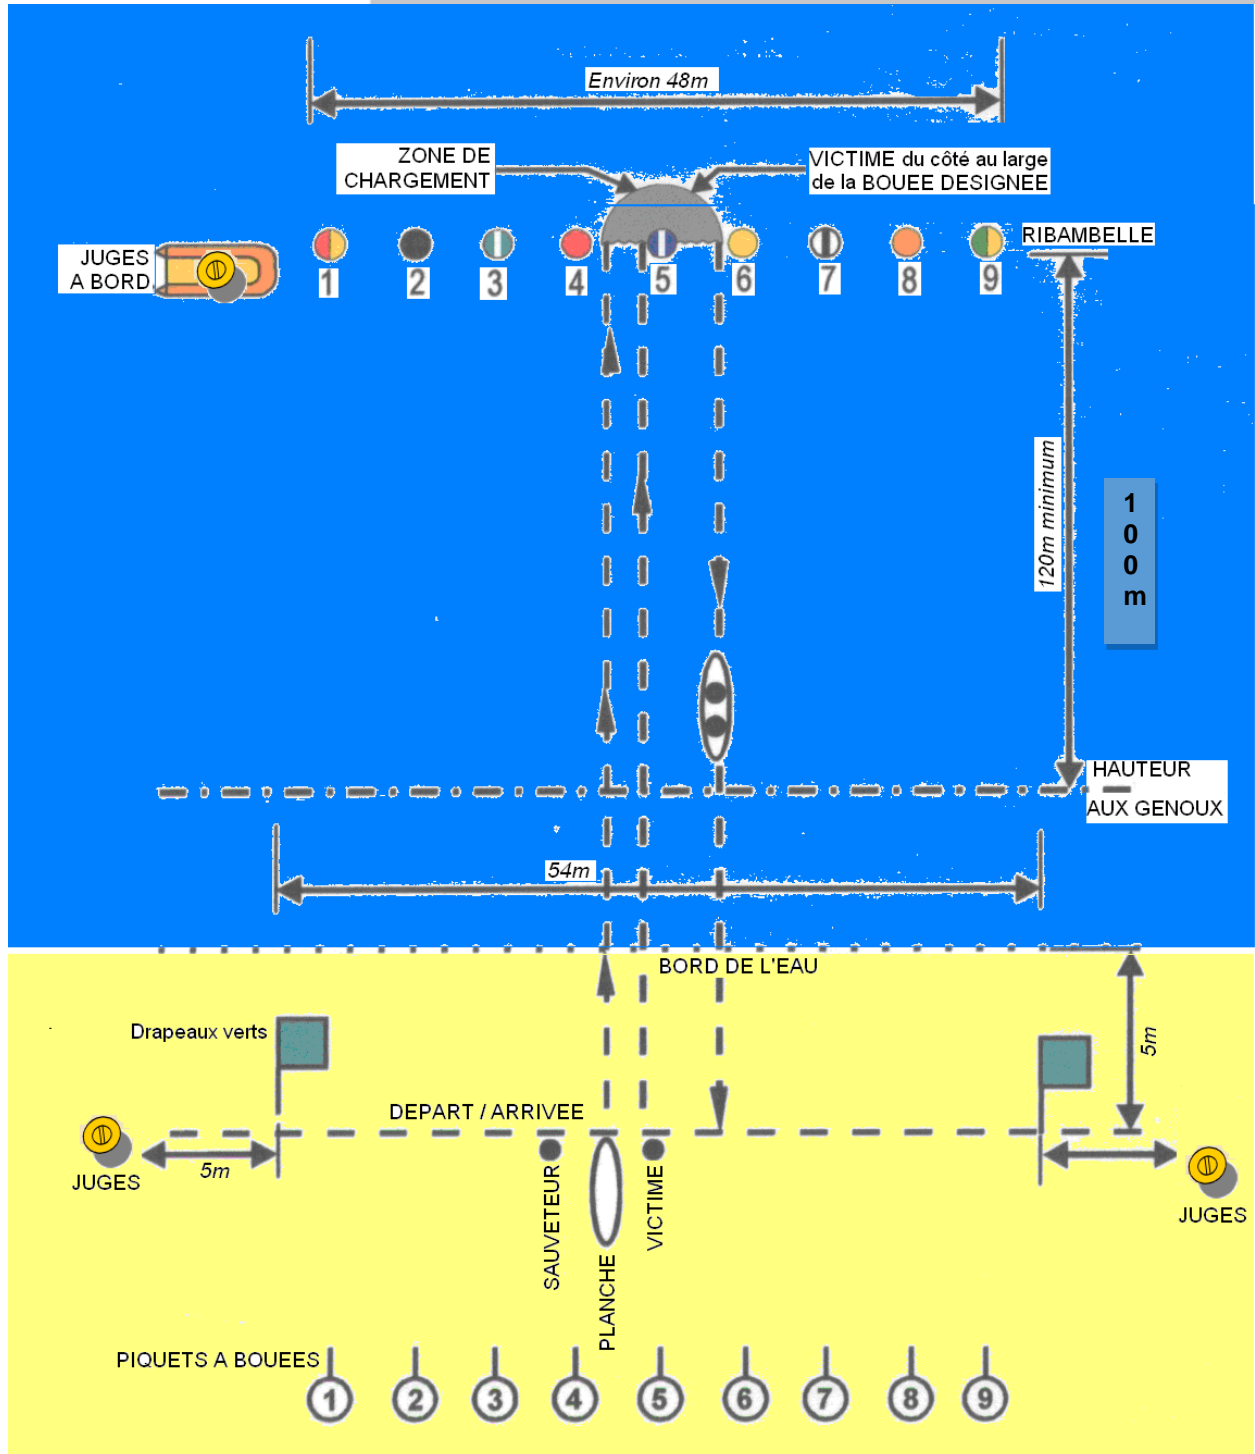 Environ 48m
ZONE DE
CHARGEMENT
VICTIME du côté au large
de la BOUEE DESIGNEE
RIBAMBELLE
JUGES
A BORD
1 2 3 4 5 6 7 8 9
120m minimum
1
0
0
m
HAUTEUR
AUX GENOUX
54m
BORD DE L'EAU
Drapeaux verts
5m
DEPART / ARRIVEE
JUGES
5m
SAUVETEUR
PLANCHE
VICTIME
JUGES
PIQUETS A BOUEES
1 2 3 4 5 6 7 8 9